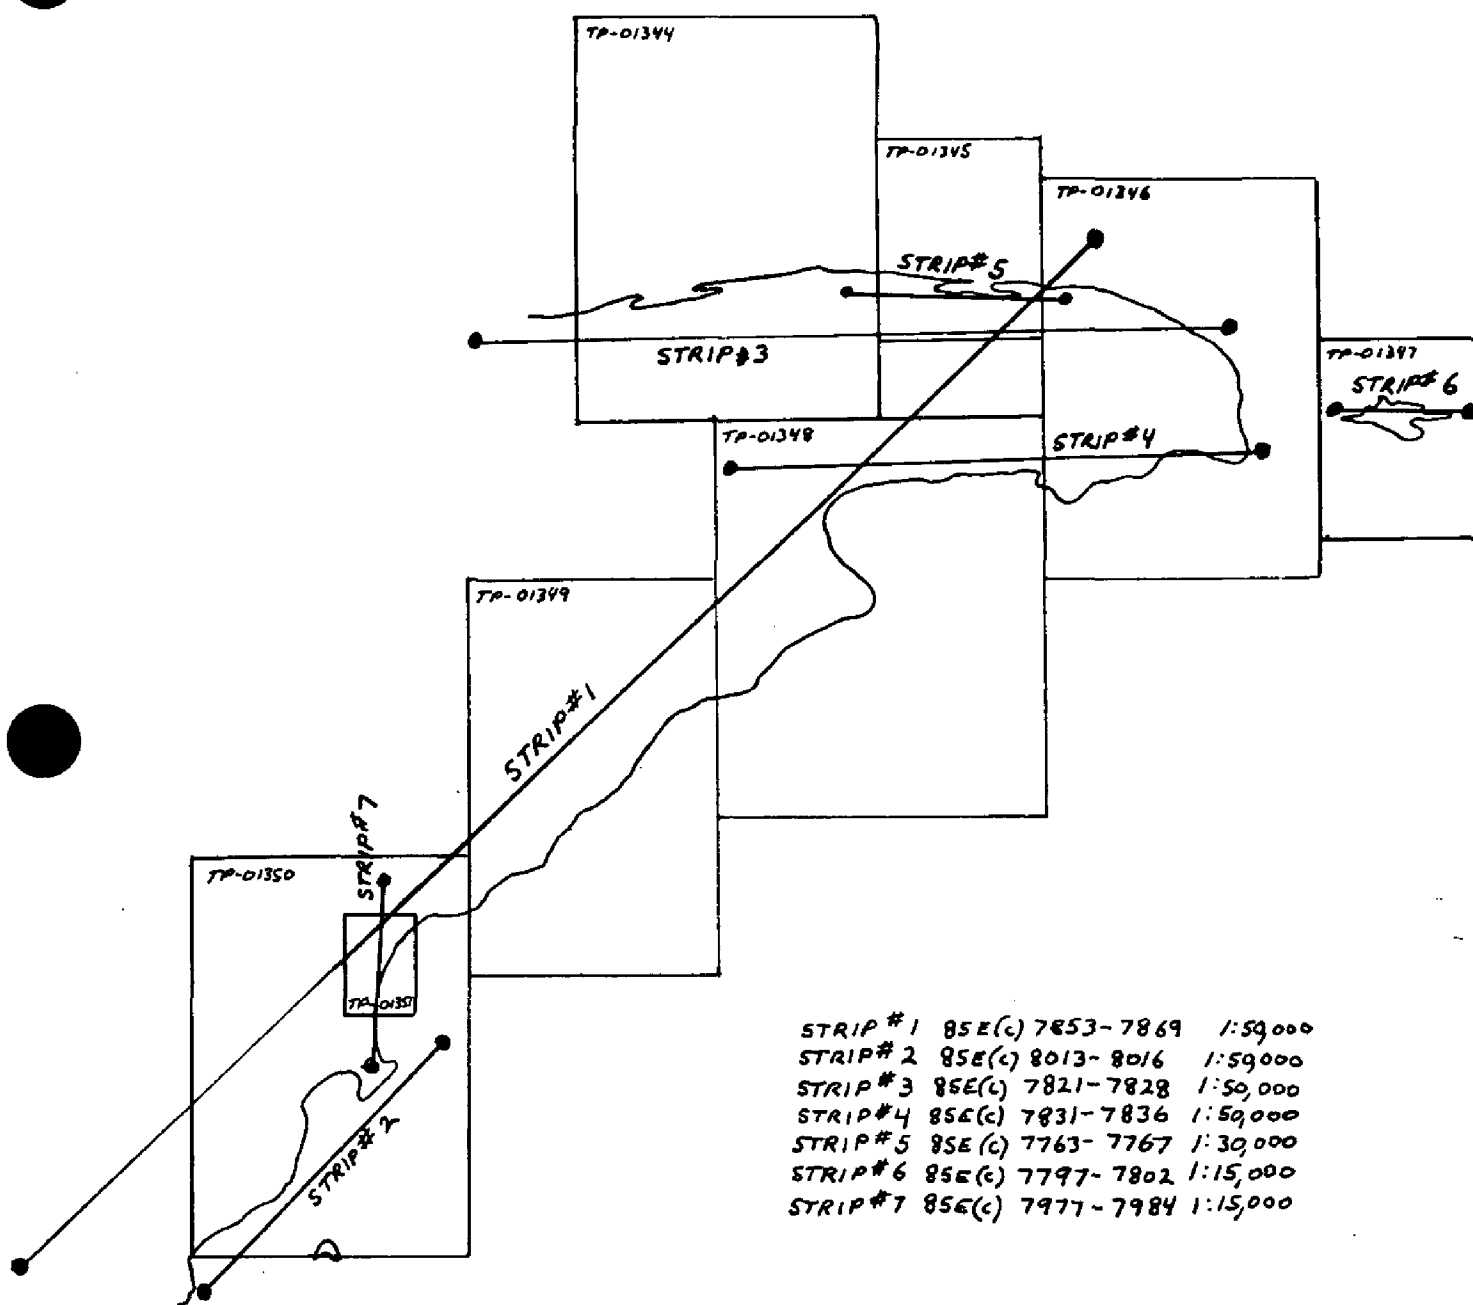 TP-01344
TP-01345
TP-01346
STRIP#5
STRIP#3
TP-01347
STRIP#6
TP-01348
STRIP#4
TP-01349
STRIP#1
STRIP#7
TP-01350
TP-01351
STRIP#2
STRIP #1 85E(C) 7853-7869 1:50,000
STRIP #2 85E(C) 8013-8016 1:50,000
STRIP #3 85E(C) 7821-7828 1:50,000
STRIP #4 85E(C) 7831-7836 1:50,000
STRIP #5 85E(C) 7763-7767 1:30,000
STRIP #6 85E(C) 7797-7802 1:15,000
STRIP #7 85E(C) 7977-7984 1:15,000